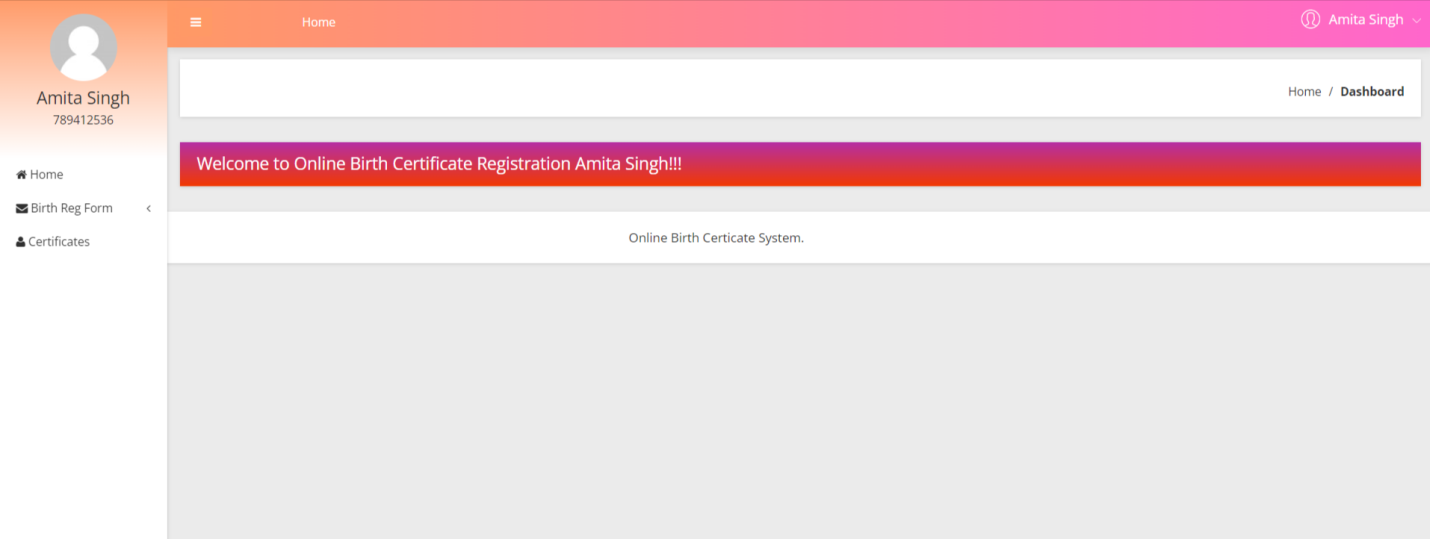 Home
Amita Singh
Amita Singh
789412536
Home / Dashboard
Welcome to Online Birth Certificate Registration Amita Singh!!!
Home
Birth Reg Form
Certificates
Online Birth Certicate System.